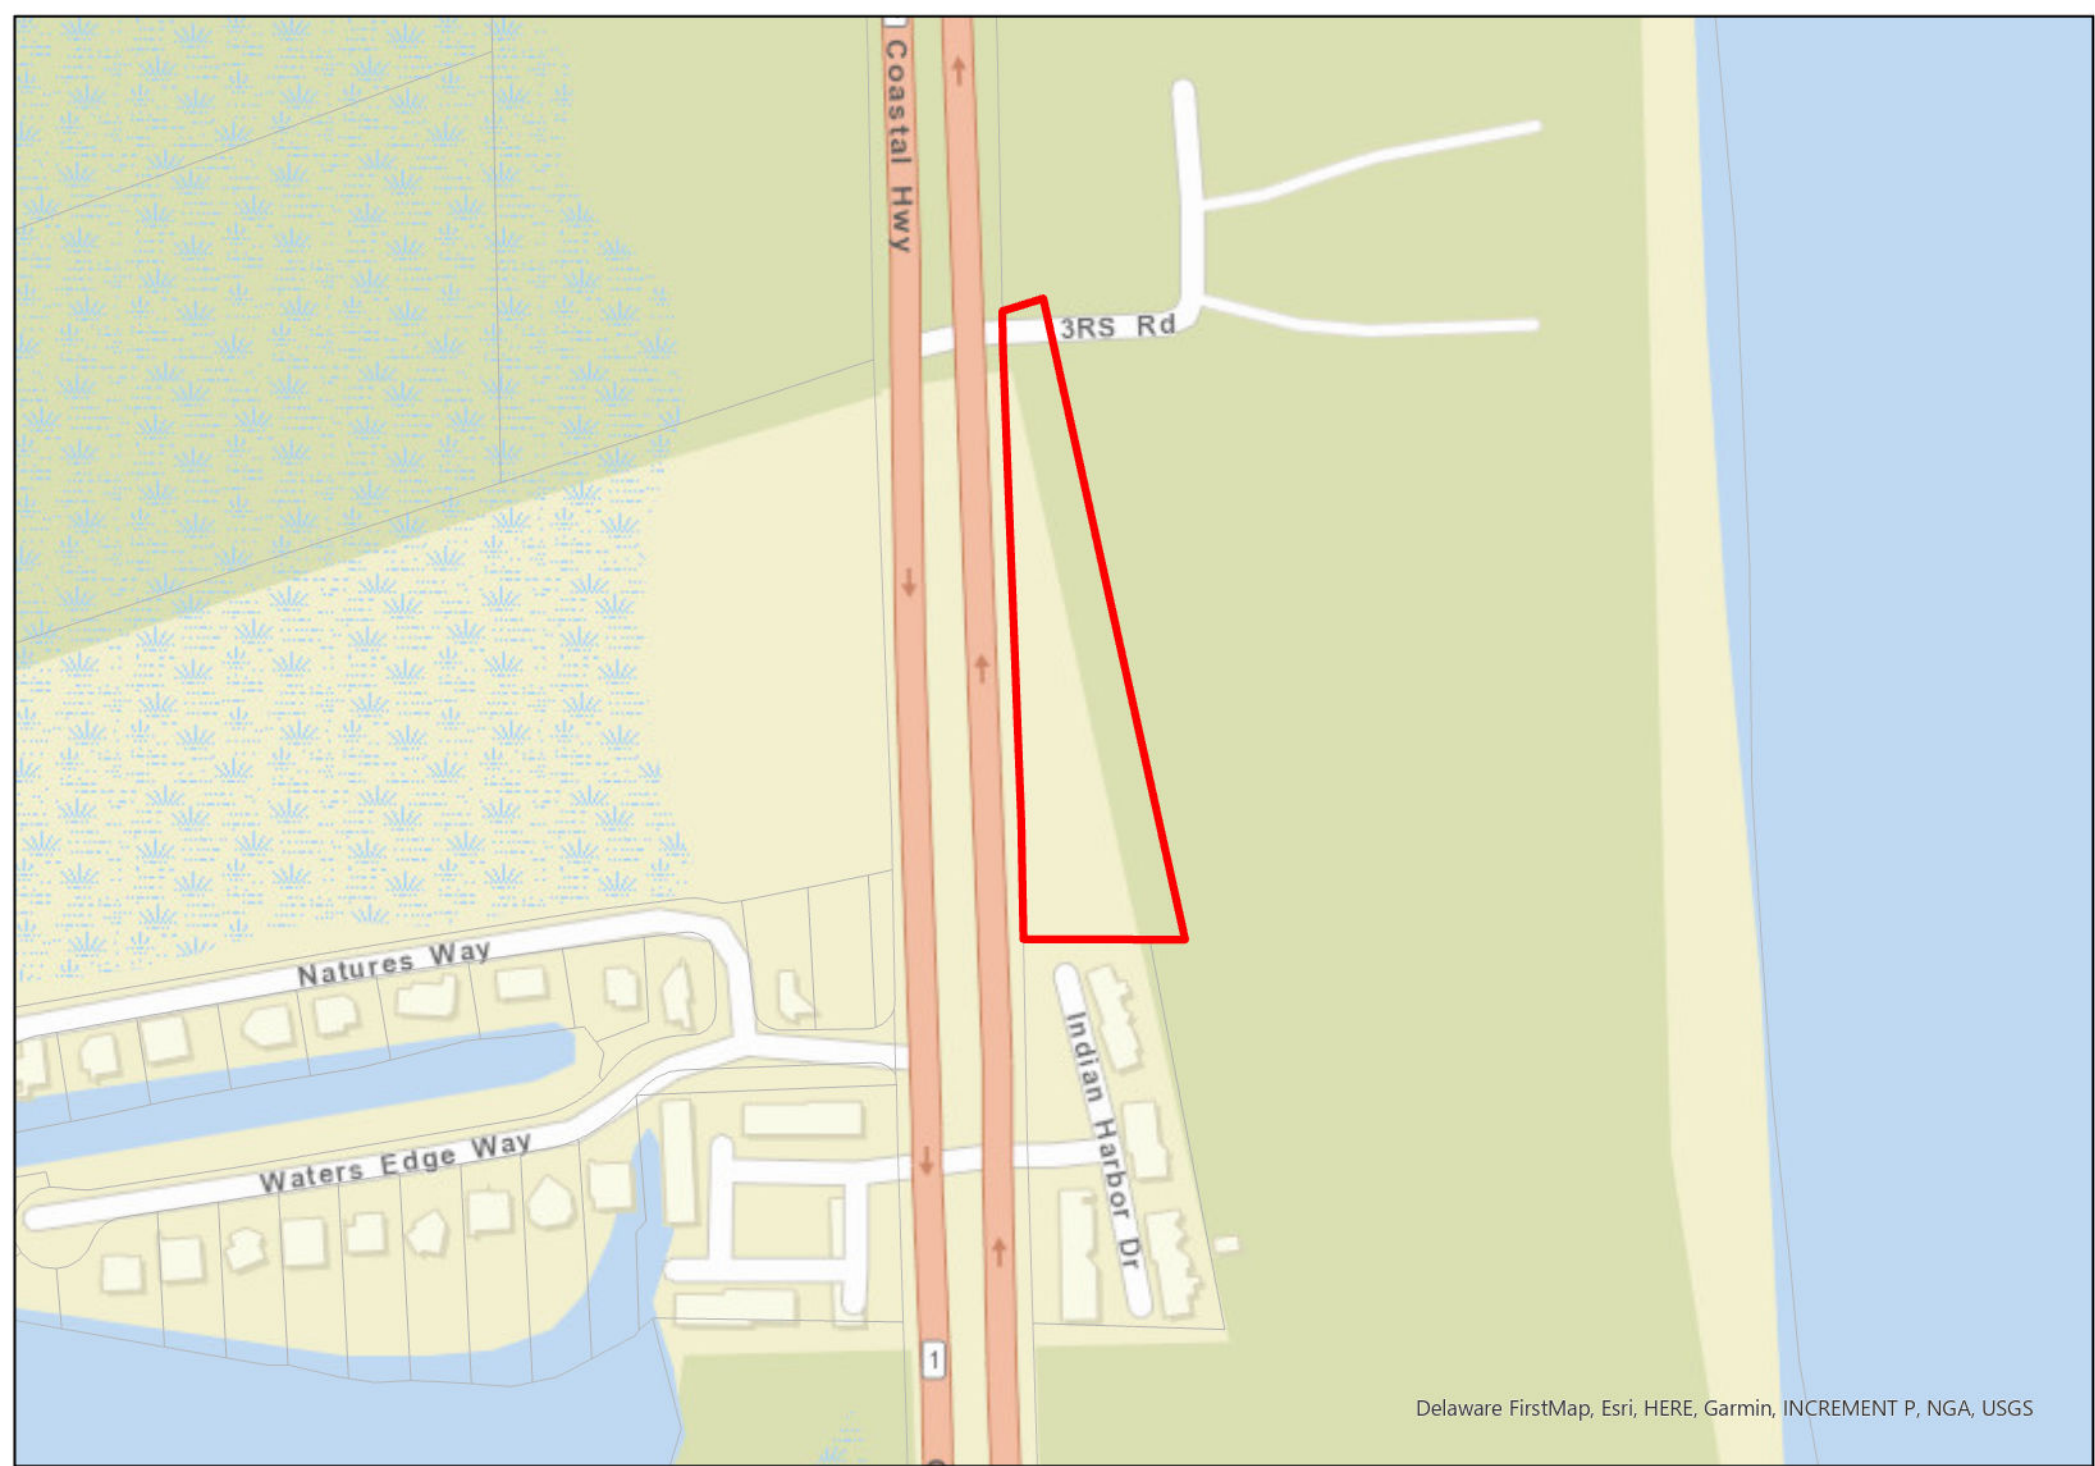 Coastal Hwy
3RS Rd
Natures Way
Indian Harbor Dr
Waters Edge Way
1
Delaware FirstMap, Esri, HERE, Garmin, INCREMENT P, NGA, USGS